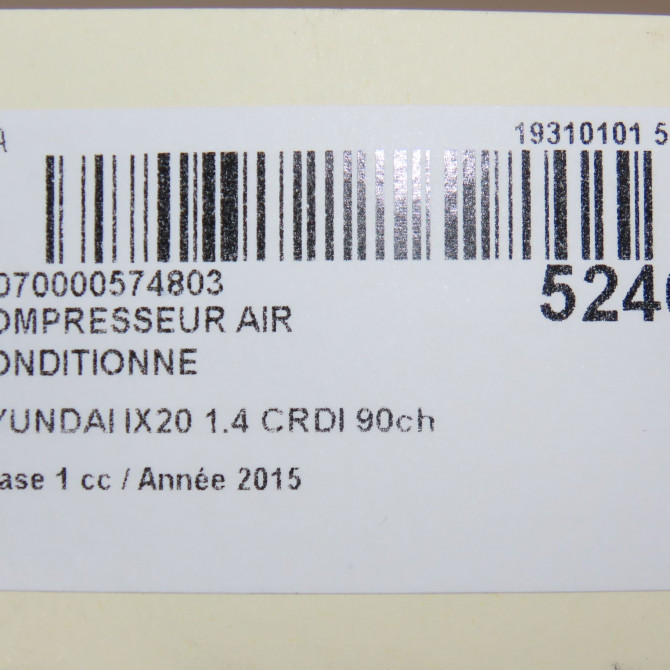 A
19310101 5
070000574803
524
OMPRESSEUR AIR
ONDITIONNE
YUNDAI IX20 1.4 CRDI 90ch
ase 1 cc / Année 2015